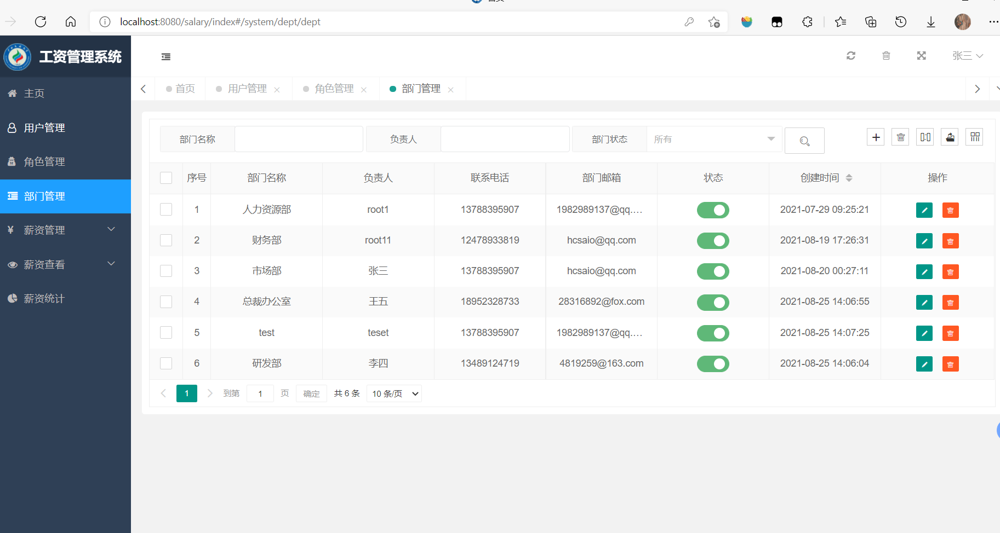 localhost:8080/salary/index#/system/dept/dept
工资管理系统
张三
主页
用户管理
角色管理
部门管理
薪资管理
薪资查看
薪资统计
首页 用户管理 角色管理 部门管理
部门名称 负责人 部门状态 所有
序号 部门名称 负责人 联系电话 部门邮箱 状态 创建时间 操作
1 人力资源部 root1 13788395907 1982989137@qq.... 2021-07-29 09:25:21
2 财务部 root11 12478933819 hcsaio@qq.com 2021-08-19 17:26:31
3 市场部 张三 13788395907 hcsaio@qq.com 2021-08-20 00:27:11
4 总裁办公室 王五 18952328733 28316892@fox.com 2021-08-25 14:06:55
5 test teset 13788395907 1982989137@qq.... 2021-08-25 14:07:25
6 研发部 李四 13489124719 4819259@163.com 2021-08-25 14:06:04
1 到第 1 页 确定 共 6 条 10 条/页